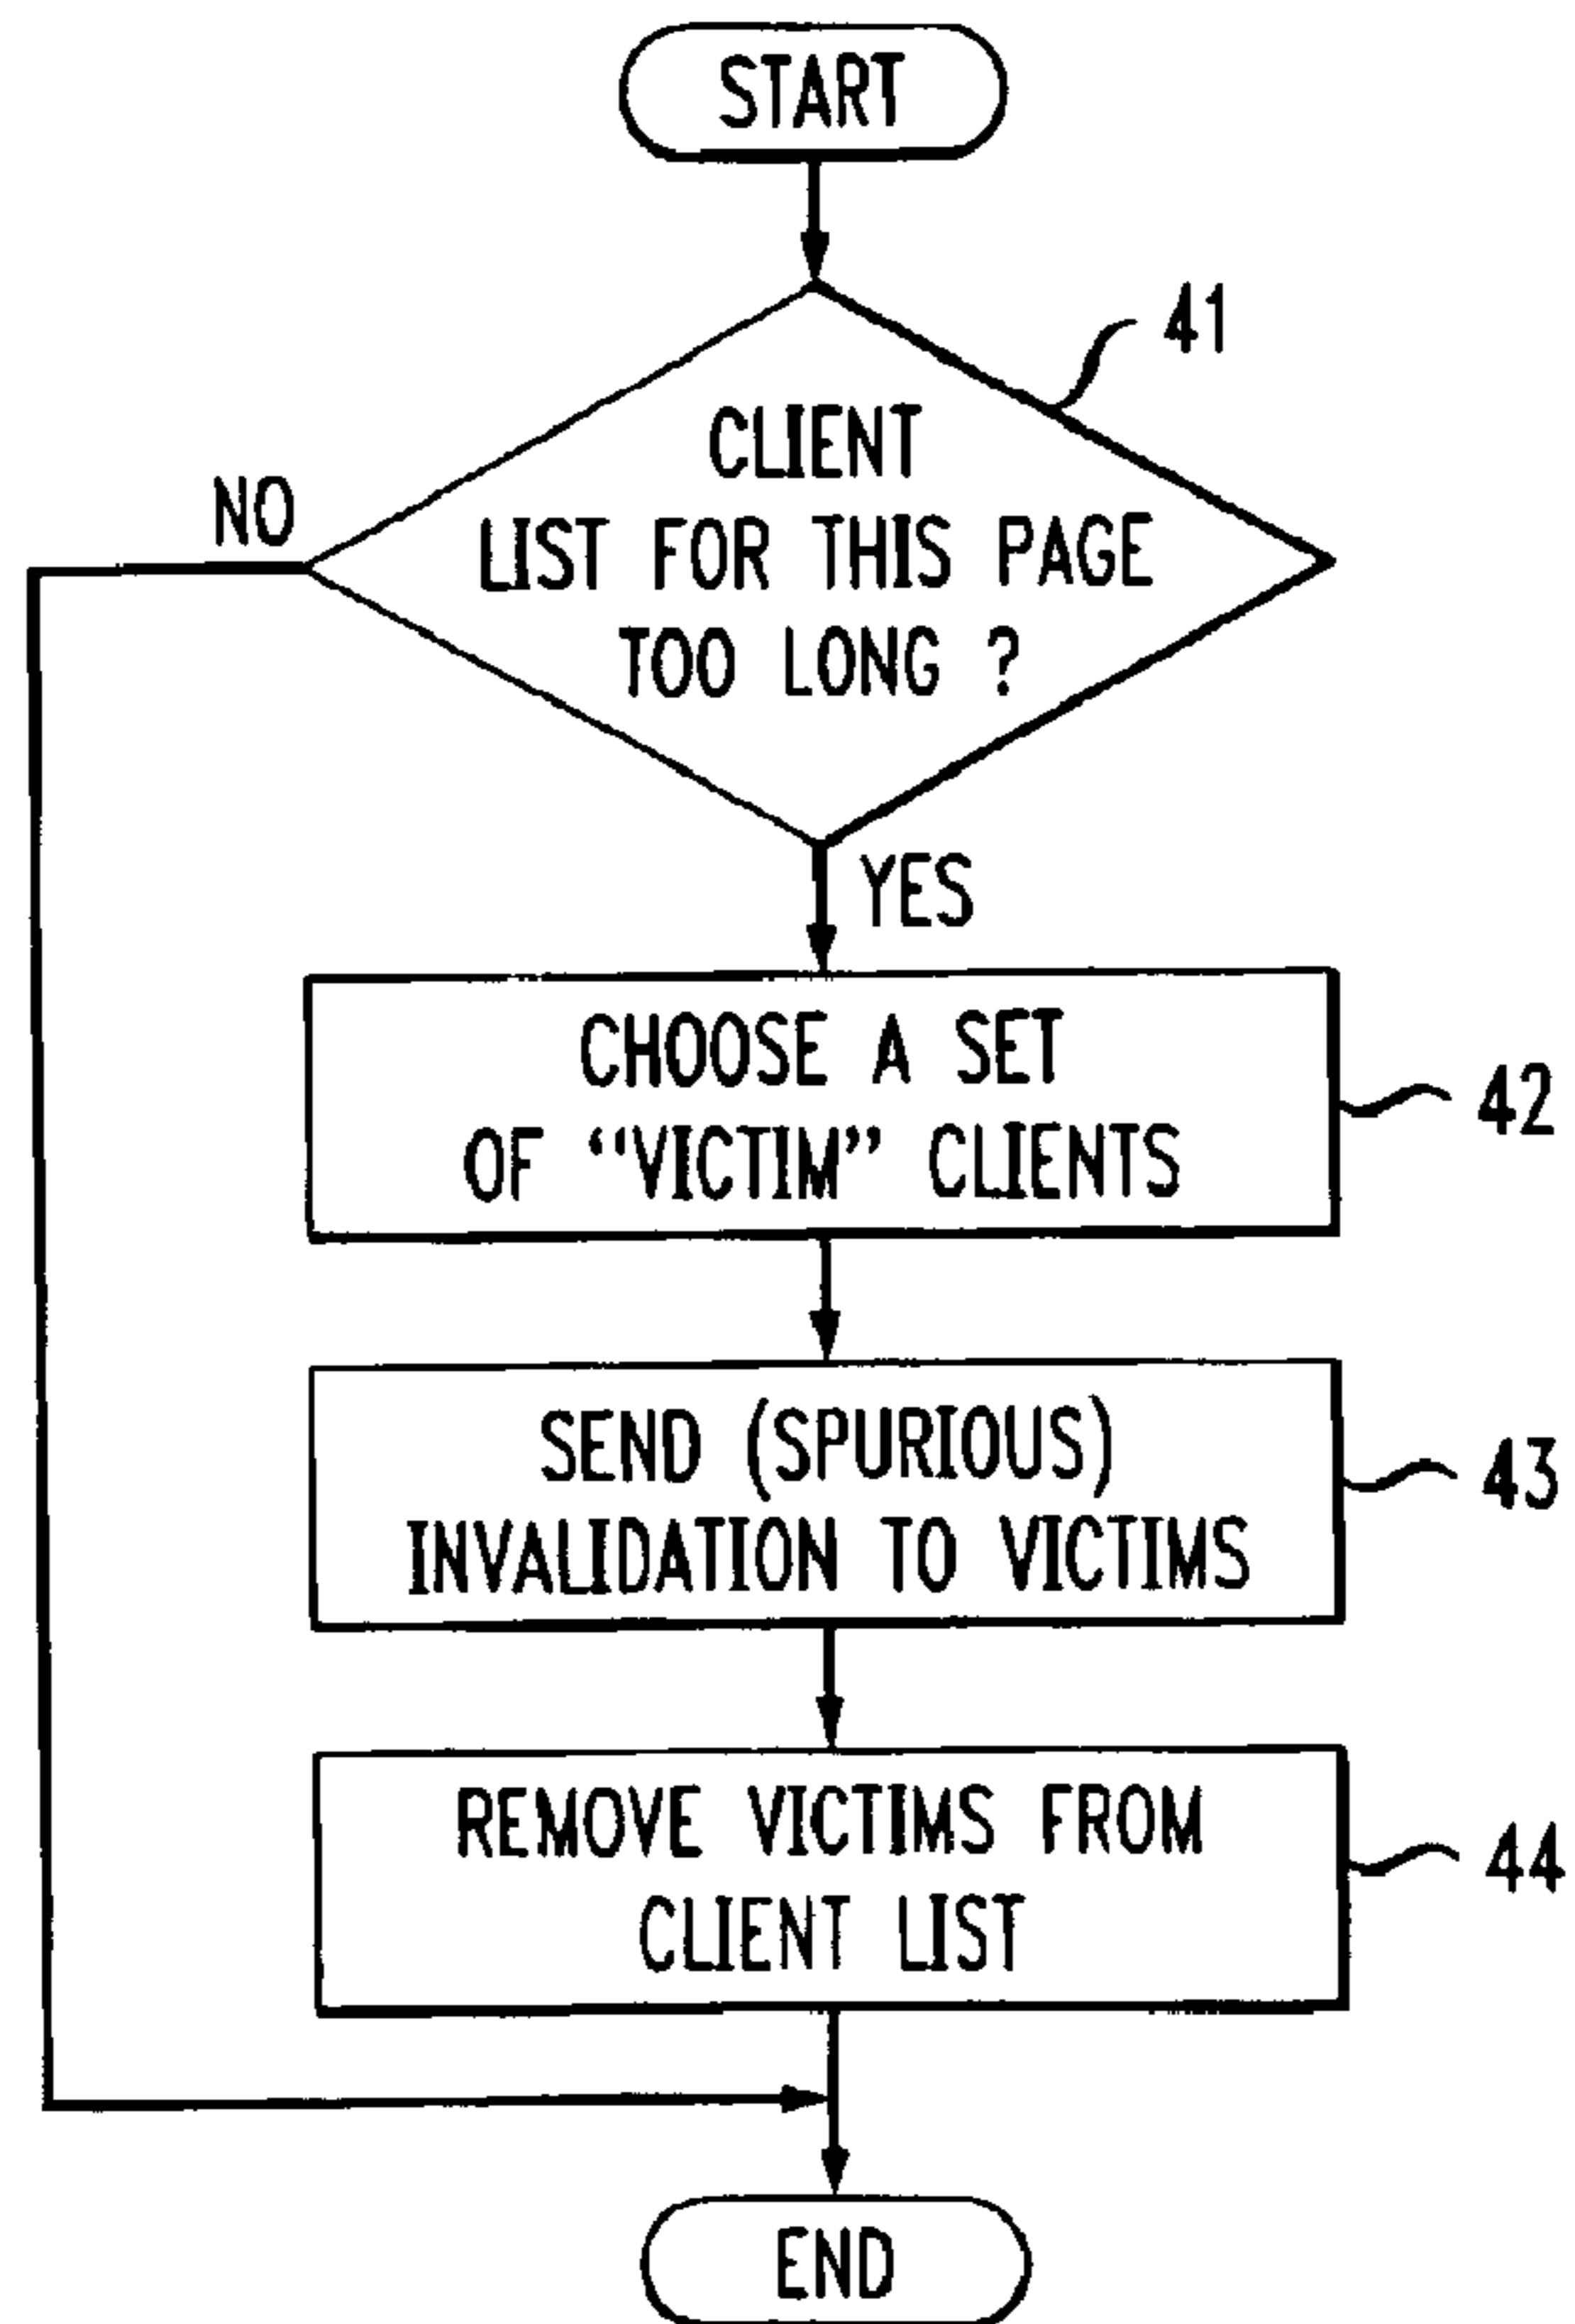 START
41
CLIENT
LIST FOR THIS PAGE
TOO LONG ?
NO
YES
CHOOSE A SET
OF “VICTIM” CLIENTS
42
SEND (SPURIOUS)
INVALIDATION TO VICTIMS
43
REMOVE VICTIMS FROM
CLIENT LIST
44
END